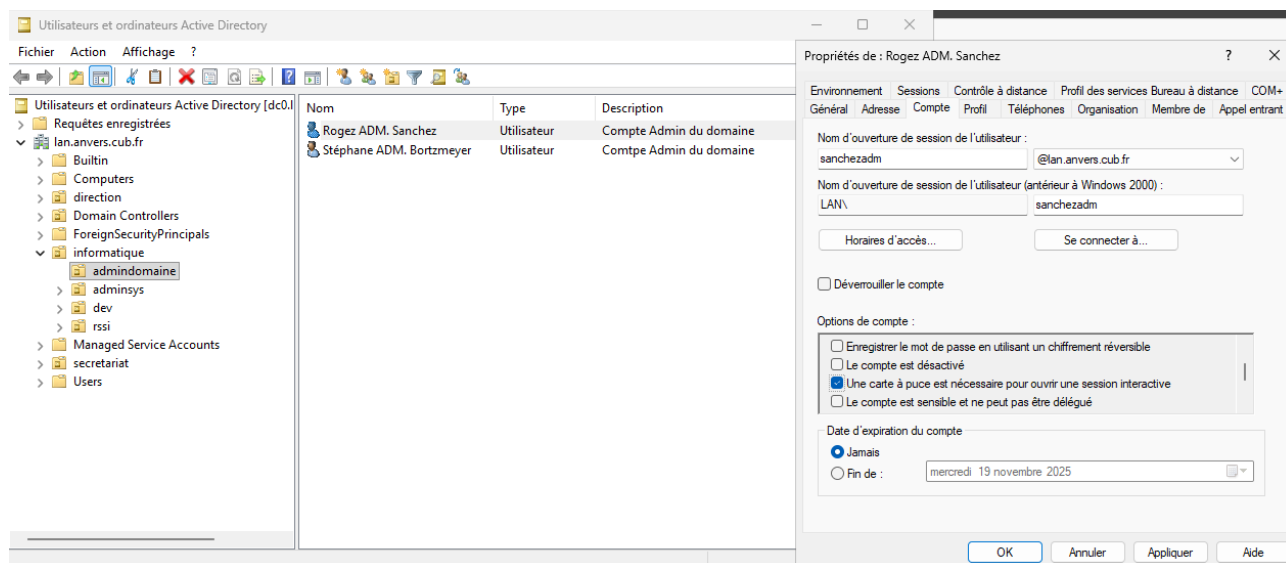 Utilisateurs et ordinateurs Active Directory
Fichier Action Affichage ?
Utilisateurs et ordinateurs Active Directory [dc0.l
Requêtes enregistrées
lan.anvers.cub.fr
Builtin
Computers
direction
Domain Controllers
ForeignSecurityPrincipals
informatique
admindomaine
adminsys
dev
rssi
Managed Service Accounts
secretariat
Users
Nom Type Description
Rogez ADM. Sanchez Utilisateur Compte Admin du domaine
Stéphane ADM. Bortzmeyer Utilisateur Comtpe Admin du domaine
Propriétés de : Rogez ADM. Sanchez ?
Environnement Sessions Contrôle à distance Profil des services Bureau à distance COM+
Général Adresse Compte Profil Téléphones Organisation Membre de Appel entrant
Nom d'ouverture de session de l'utilisateur :
sanchezadm @lan.anvers.cub.fr
Nom d'ouverture de session de l'utilisateur (antérieur à Windows 2000) :
LAN\ sanchezadm
Horaires d'accès... Se connecter à...
Déverrouiller le compte
Options de compte :
Enregistrer le mot de passe en utilisant un chiffrement réversible
Le compte est désactivé
Une carte à puce est nécessaire pour ouvrir une session interactive
Le compte est sensible et ne peut pas être délégué
Date d'expiration du compte
Jamais
Fin de : mercredi 19 novembre 2025
OK Annuler Appliquer Aide